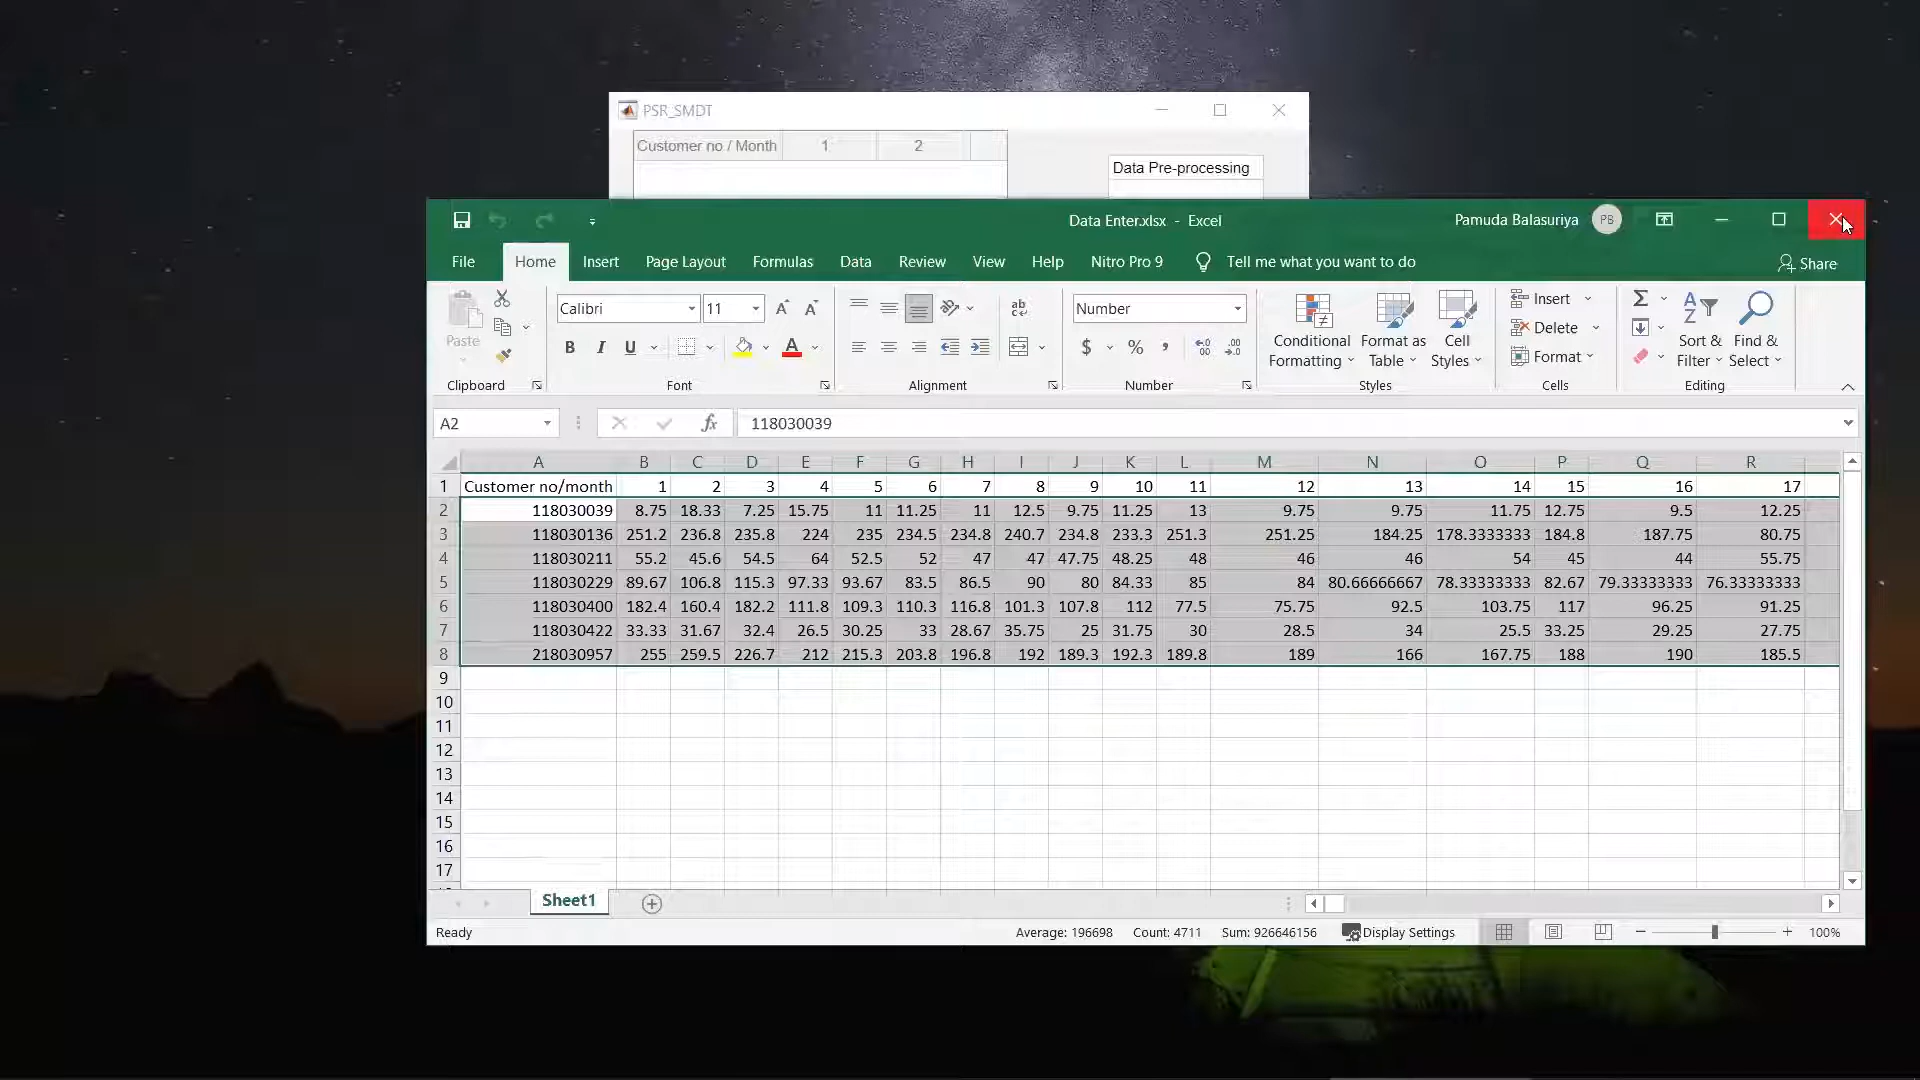 PSR_SMDT
Customer no / Month 1 2
Data Pre-processing
Data Enter.xlsx - Excel
Pamuda Balasuriya PB
File Home Insert Page Layout Formulas Data Review View Help Nitro Pro 9 Tell me what you want to do Share
Paste
Clipboard
Calibri 11
B I U A
Font
ab
Alignment
Number
$ % ,
Number
Conditional Formatting
Format as Table
Cell Styles
Styles
Insert
Delete
Format
Cells
Sort & Filter
Find & Select
Editing
A2 fx 118030039
A B C D E F G H I J K L M N O P Q R
1 Customer no/month 1 2 3 4 5 6 7 8 9 10 11 12 13 14 15 16 17
2 118030039 8.75 18.33 7.25 15.75 11 11.25 11 12.5 9.75 11.25 13 9.75 9.75 11.75 12.75 9.5 12.25
3 118030136 251.2 236.8 235.8 224 235 234.5 234.8 240.7 234.8 233.3 251.3 251.25 184.25 178.3333333 184.8 187.75 80.75
4 118030211 55.2 45.6 54.5 64 52.5 52 47 47 47.75 48.25 48 46 46 54 45 44 55.75
5 118030229 89.67 106.8 115.3 97.33 93.67 83.5 86.5 90 80 84.33 85 84 80.66666667 78.33333333 82.67 79.33333333 76.33333333
6 118030400 182.4 160.4 182.2 111.8 109.3 110.3 116.8 101.3 107.8 112 77.5 75.75 92.5 103.75 117 96.25 91.25
7 118030422 33.33 31.67 32.4 26.5 30.25 33 28.67 35.75 25 31.75 30 28.5 34 25.5 33.25 29.25 27.75
8 218030957 255 259.5 226.7 212 215.3 203.8 196.8 192 189.3 192.3 189.8 189 166 167.75 188 190 185.5
9
10
11
12
13
14
15
16
17
Sheet1
Ready Average: 196698 Count: 4711 Sum: 926646156 Display Settings 100%